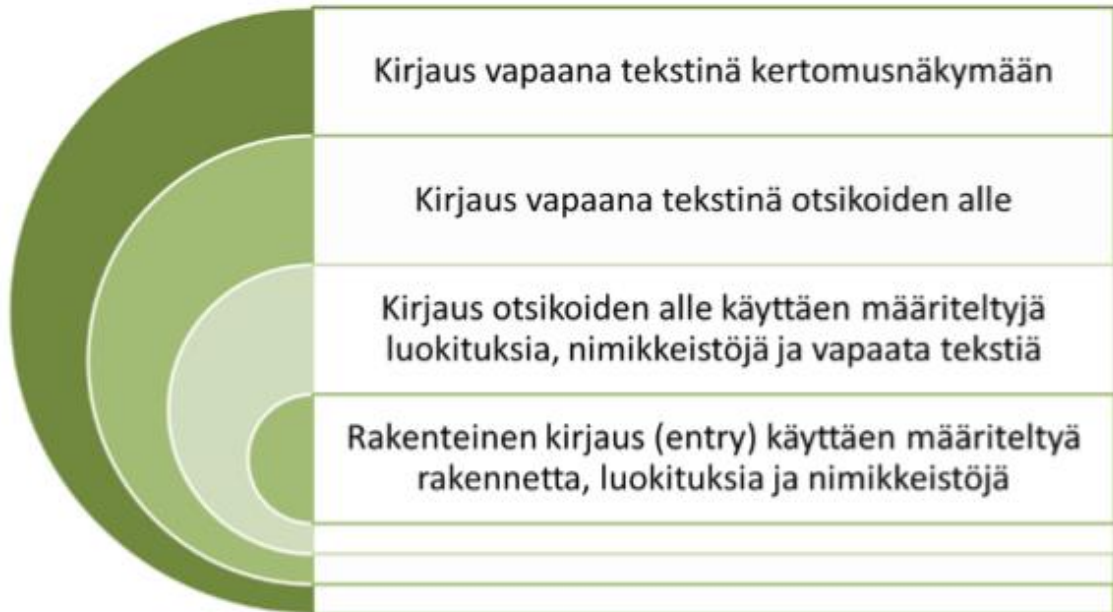 Kirjaus vapaana tekstinä kertomusnäkymään
Kirjaus vapaana tekstinä otsikoiden alle
Kirjaus otsikoiden alle käyttäen määriteltyjä
luokituksia, nimikkeistöjä ja vapaata tekstiä
Rakenteinen kirjaus (entry) käyttäen määriteltyä
rakennetta, luokituksia ja nimikkeistöjä